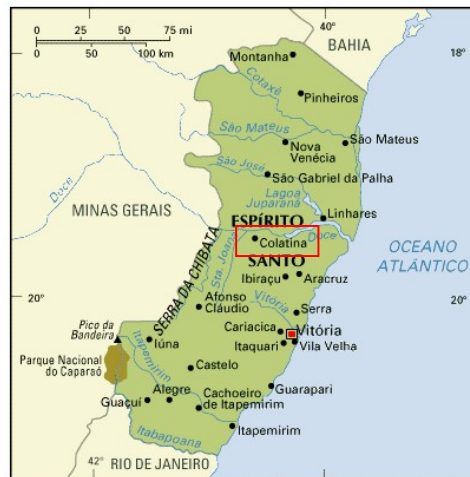 0 25 50 75 mi
0 50 100 km
40°
BAHIA
18°
18°
Montanha
Cotaxé
Pinheiros
São Mateus
São Mateus
Nova
Venécia
São José
São Gabriel da Palha
Doce
Lagoa
Juparanã
MINAS GERAIS
Linhares
ESPÍRITO
Doce
Colatina
SANTO
OCEANO
ATLÂNTICO
SERRA DA CHIBATA
Sta. Joana
Ibiraçu
Aracruz
20°
20°
Afonso
Cláudio
Vitória
Serra
Cariacica
Vitória
Pico da
Bandeira
Iúna
Itaquari
Vila Velha
Parque Nacional
do Caparaó
Itapemirim
Castelo
Guarapari
Alegre
Cachoeiro
de Itapemirim
Guaçuí
Itapemirim
Itabapoana
42°
RIO DE JANEIRO
40°